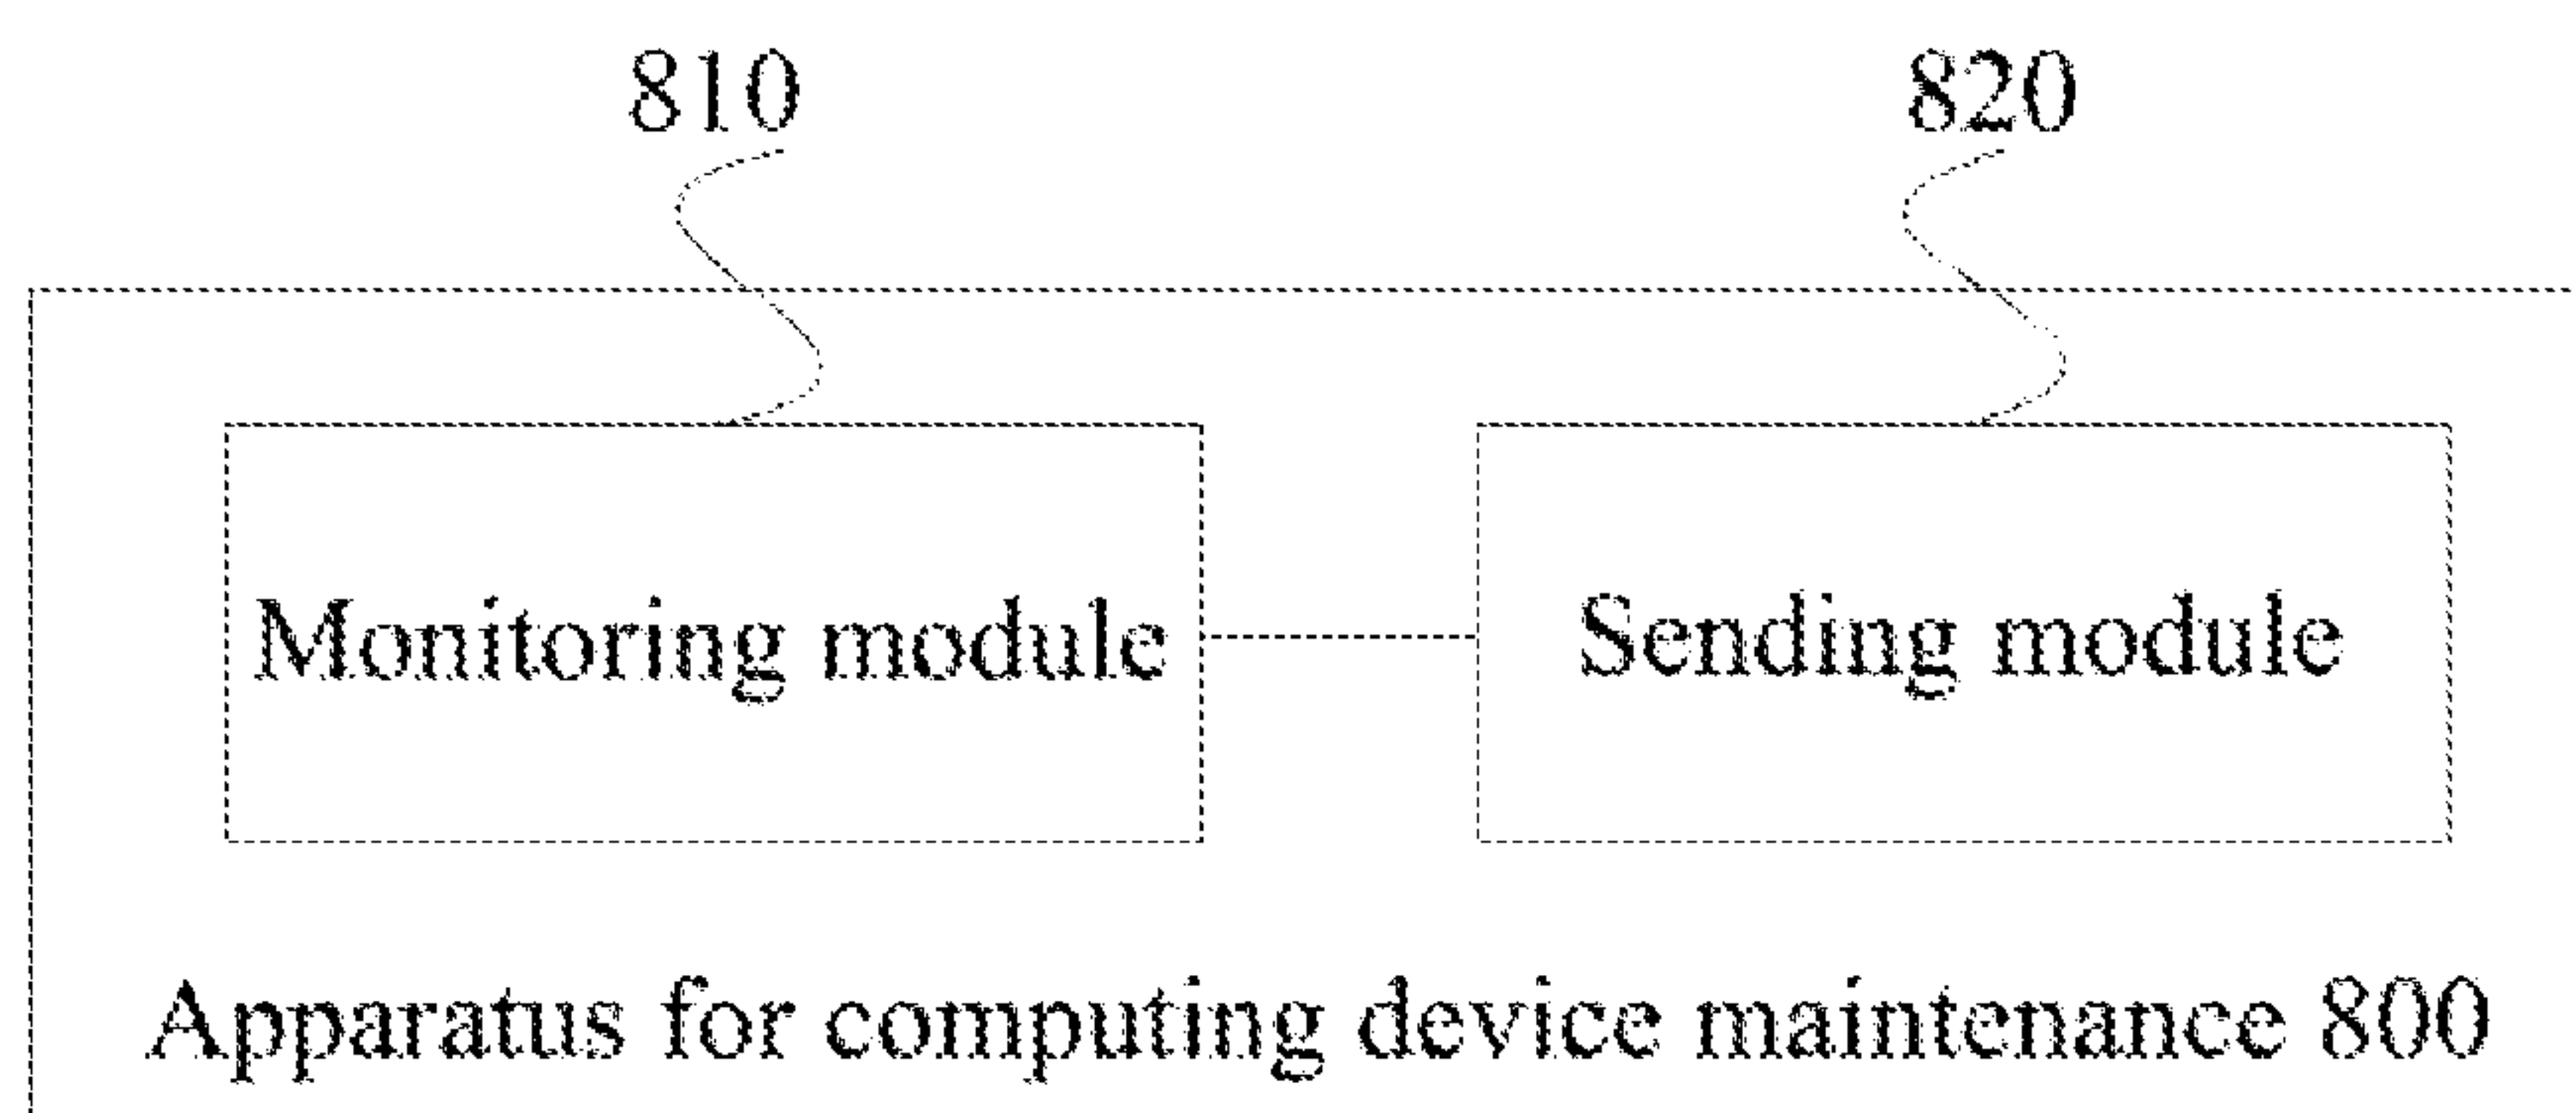 810 820
Monitoring module Sending module
Apparatus for computing device maintenance 800